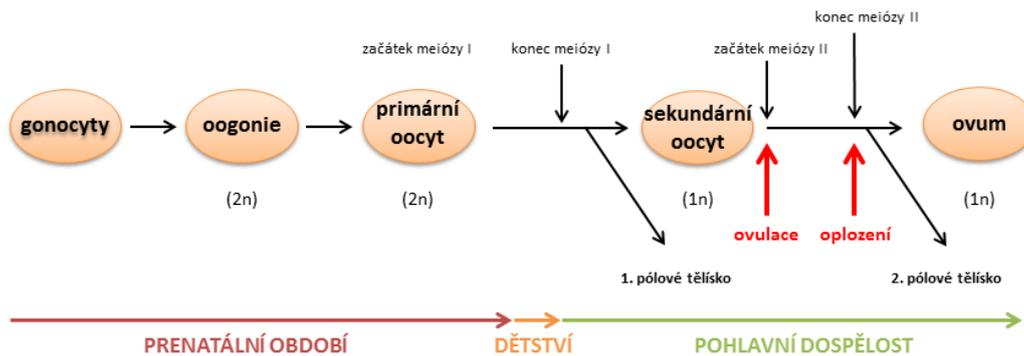 konec meiózy II
začátek meiózy I
konec meiózy I
začátek meiózy II
gonocyty
oogonie
primární
oocyt
sekundární
oocyt
ovum
(2n)
(2n)
(1n)
(1n)
ovulace
oplození
1. pólové tělísko
2. pólové tělísko
PRENATÁLNÍ OBDOBÍ
DĚTSTVÍ
POHLAVNÍ DOSPĚLOST